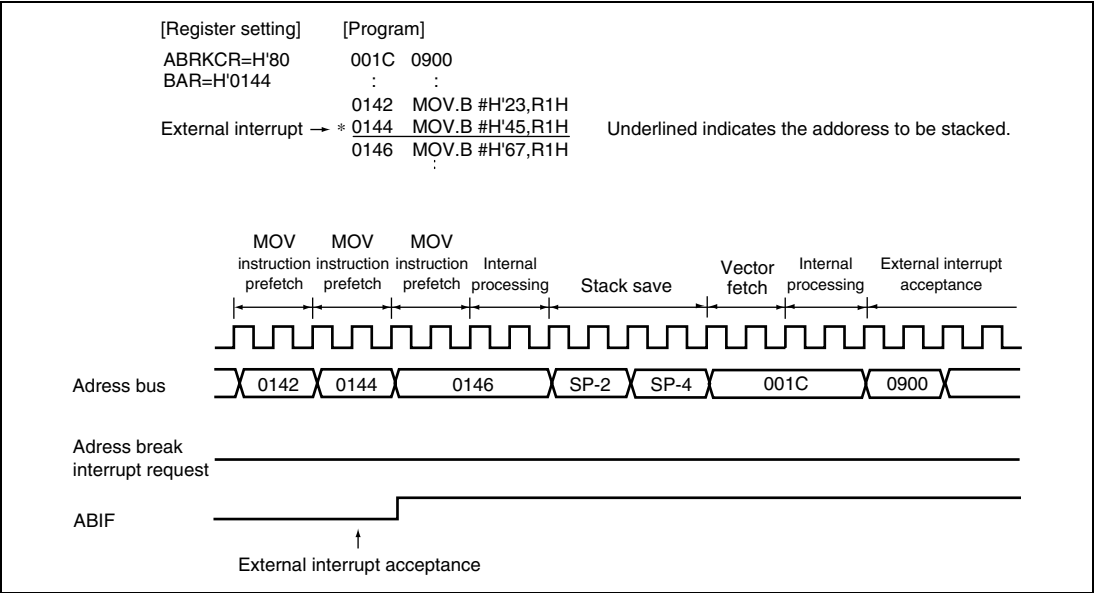 [Register setting] [Program]
ABRKCR=H'80 001C 0900
BAR=H'0144 : :
0142 MOV.B #H'23,R1H
External interrupt → * 0144 MOV.B #H'45,R1H Underlined indicates the addoress to be stacked.
0146 MOV.B #H'67,R1H
:
MOV MOV MOV
instruction instruction instruction Internal Vector Internal External interrupt
prefetch prefetch prefetch processing Stack save fetch processing acceptance
Adress bus 0142 0144 0146 SP-2 SP-4 001C 0900
Adress break
interrupt request
ABIF
External interrupt acceptance